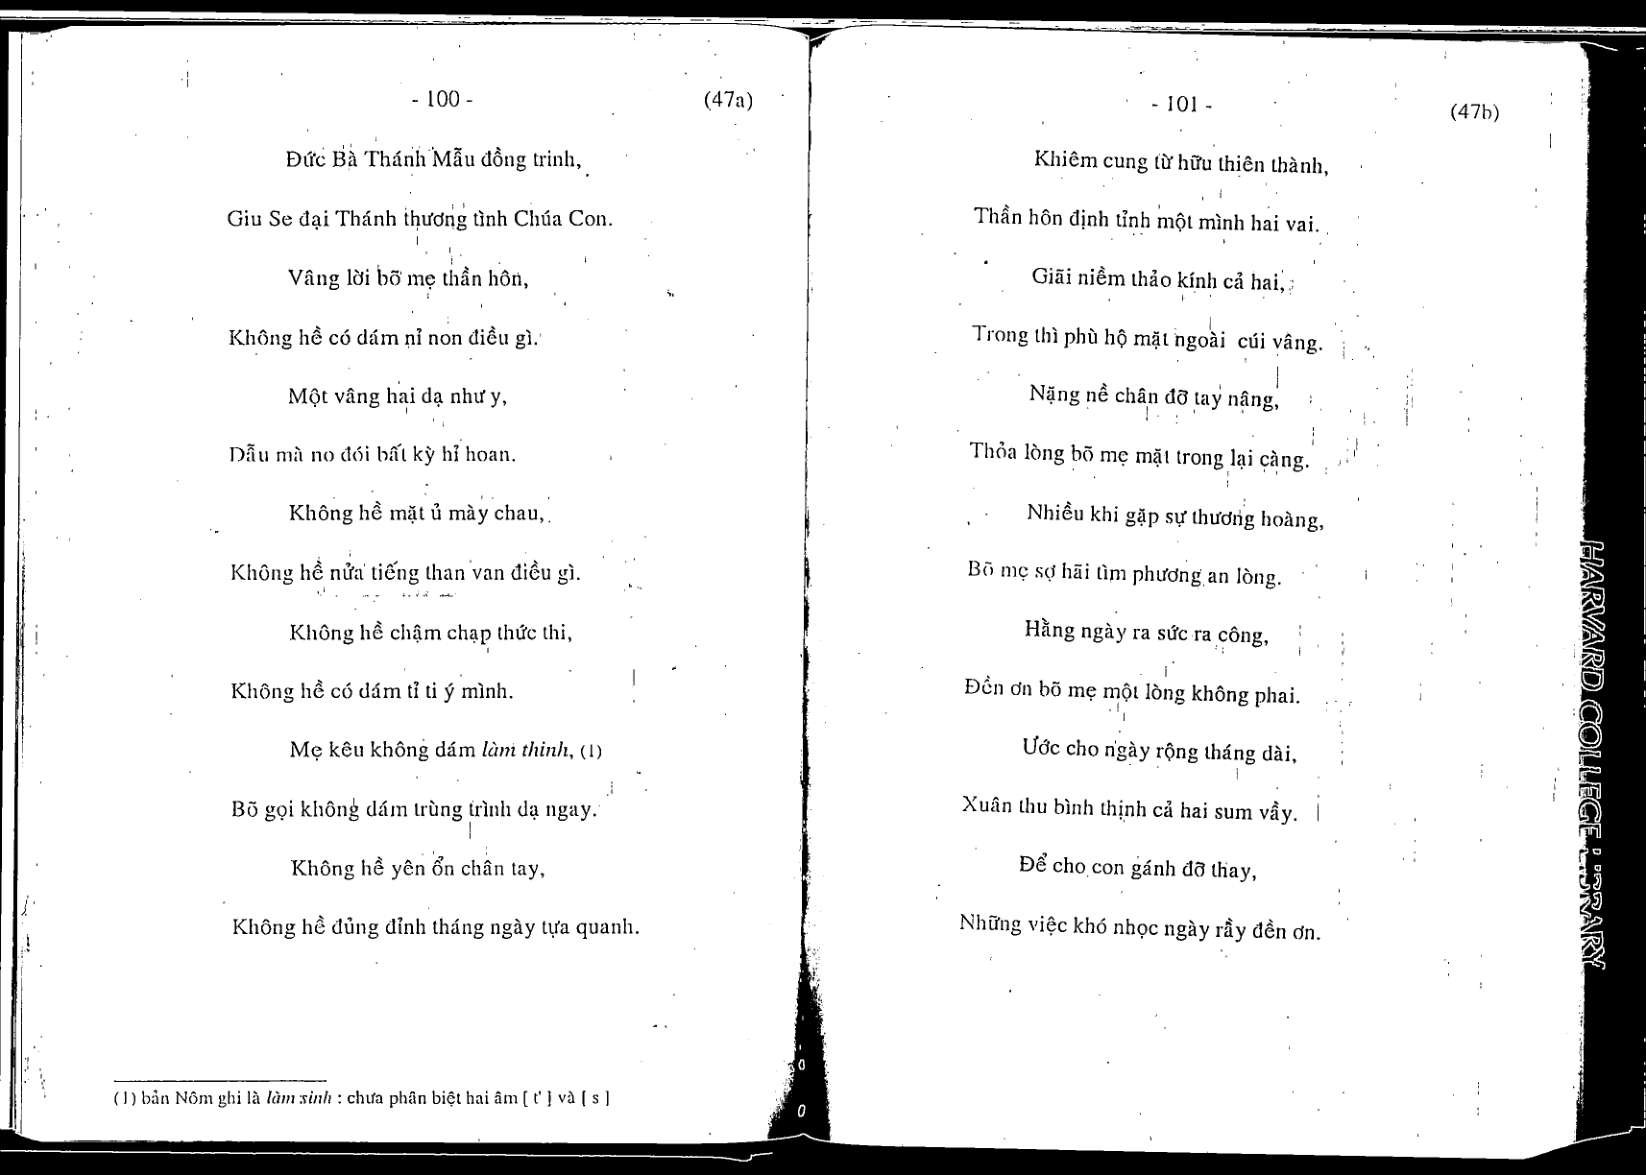 - 100 -
(47a)
Đức Bà Thánh Mẫu đồng trinh,
Giu Se đại Thánh thương tình Chúa Con.
Vâng lời bõ mẹ thần hôn,
Không hề có dám nỉ non điều gì.
Một vâng hai dạ như y,
Dẫu mà no đói bất kỳ hỉ hoan.
Không hề mặt ủ mày chau,
Không hề nửa tiếng than van điều gì.
Không hề chậm chạp thức thi,
Không hề có dám tỉ ti ý mình.
Mẹ kêu không dám làm thinh, (1)
Bõ gọi không dám trùng trình dạ ngay.
Không hề yên ổn chân tay,
Không hề đủng đỉnh tháng ngày tựa quanh.
(1) bản Nôm ghi là làm sinh : chưa phân biệt hai âm [ t' ] và [ s ]
- 101 -
(47b)
Khiêm cung từ hữu thiên thành,
Thần hôn định tỉnh một mình hai vai.
Giãi niềm thảo kính cả hai,
Trong thì phù hộ mặt ngoài cúi vâng.
Nặng nề chân đỡ tay nâng,
Thỏa lòng bõ mẹ mặt trong lại càng.
Nhiều khi gặp sự thương hoàng,
Bõ mẹ sợ hãi tìm phương an lòng.
Hằng ngày ra sức ra công,
Đền ơn bõ mẹ một lòng không phai.
Ước cho ngày rộng tháng dài,
Xuân thu bình thịnh cả hai sum vầy.
Để cho con gánh đỡ thay,
Những việc khó nhọc ngày rầy đền ơn.
HARVARD COLLEGE LIBRARY